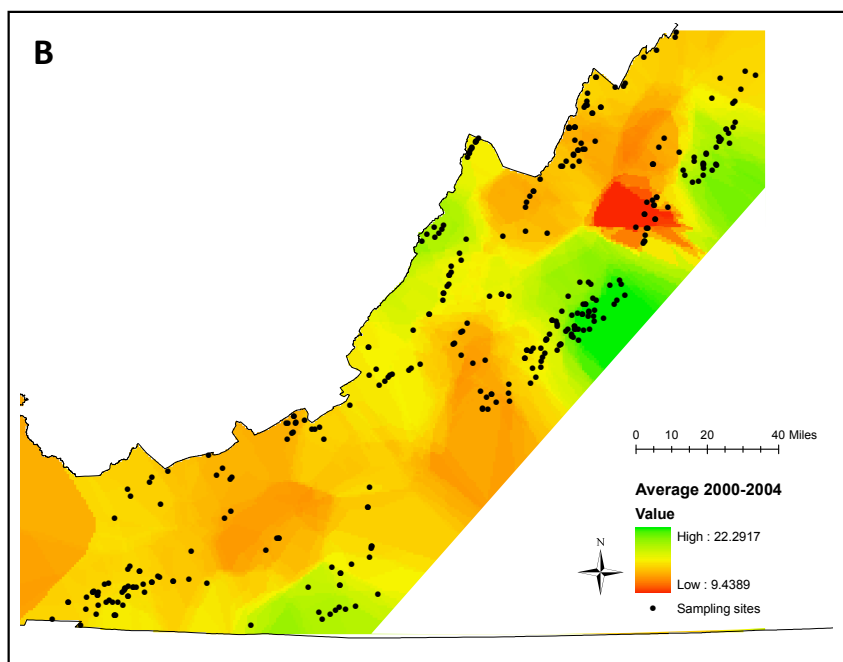 B
0 10 20 40 Miles
Average 2000-2004
Value
High : 22.2917
Low : 9.4389
N
Sampling sites